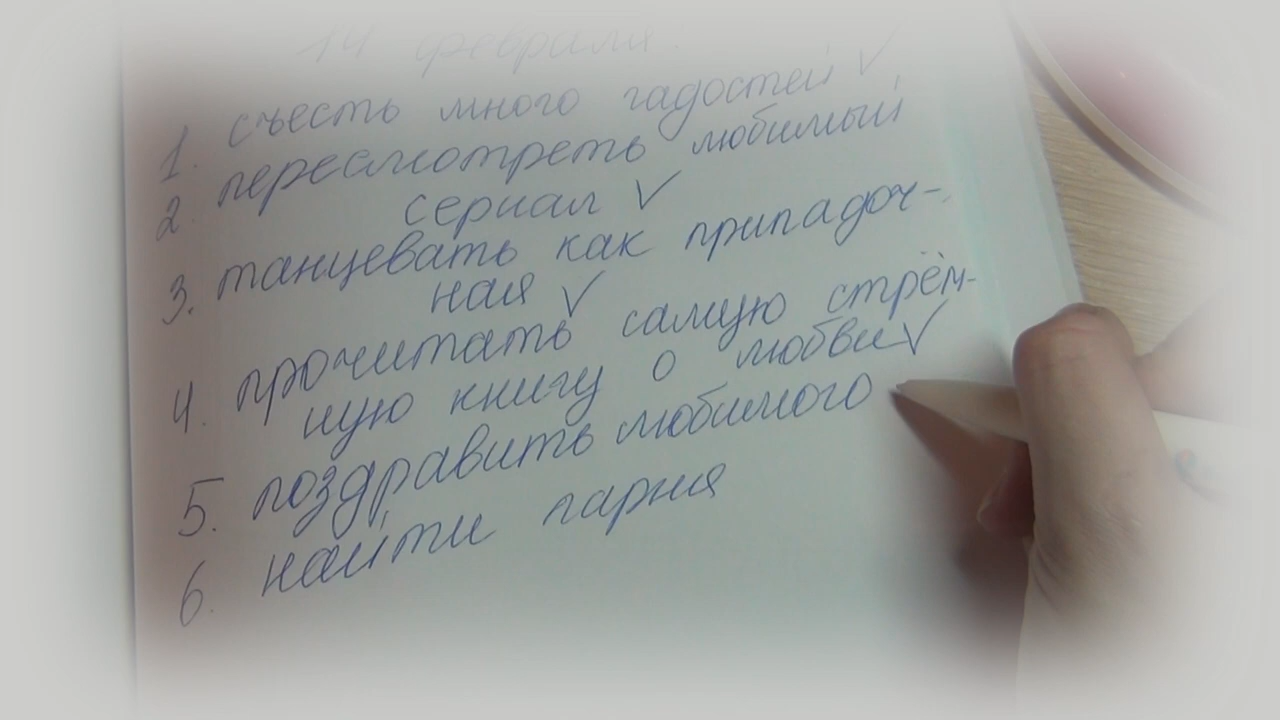 14 февраля:
1. съесть много гадостей ✓
2. пересмотреть любимый
сериал ✓
3. танцевать как припадоч-
ная ✓
4. прочитать самую стрём-
ную книгу о любви ✓
5. поздравить любимого
6. найти парня